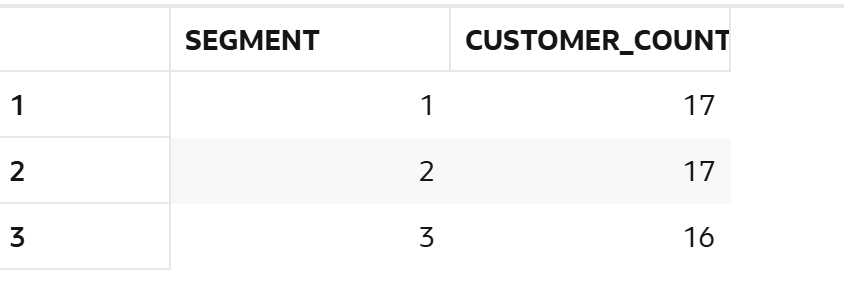 SEGMENT CUSTOMER_COUNT
1 1 17
2 2 17
3 3 16